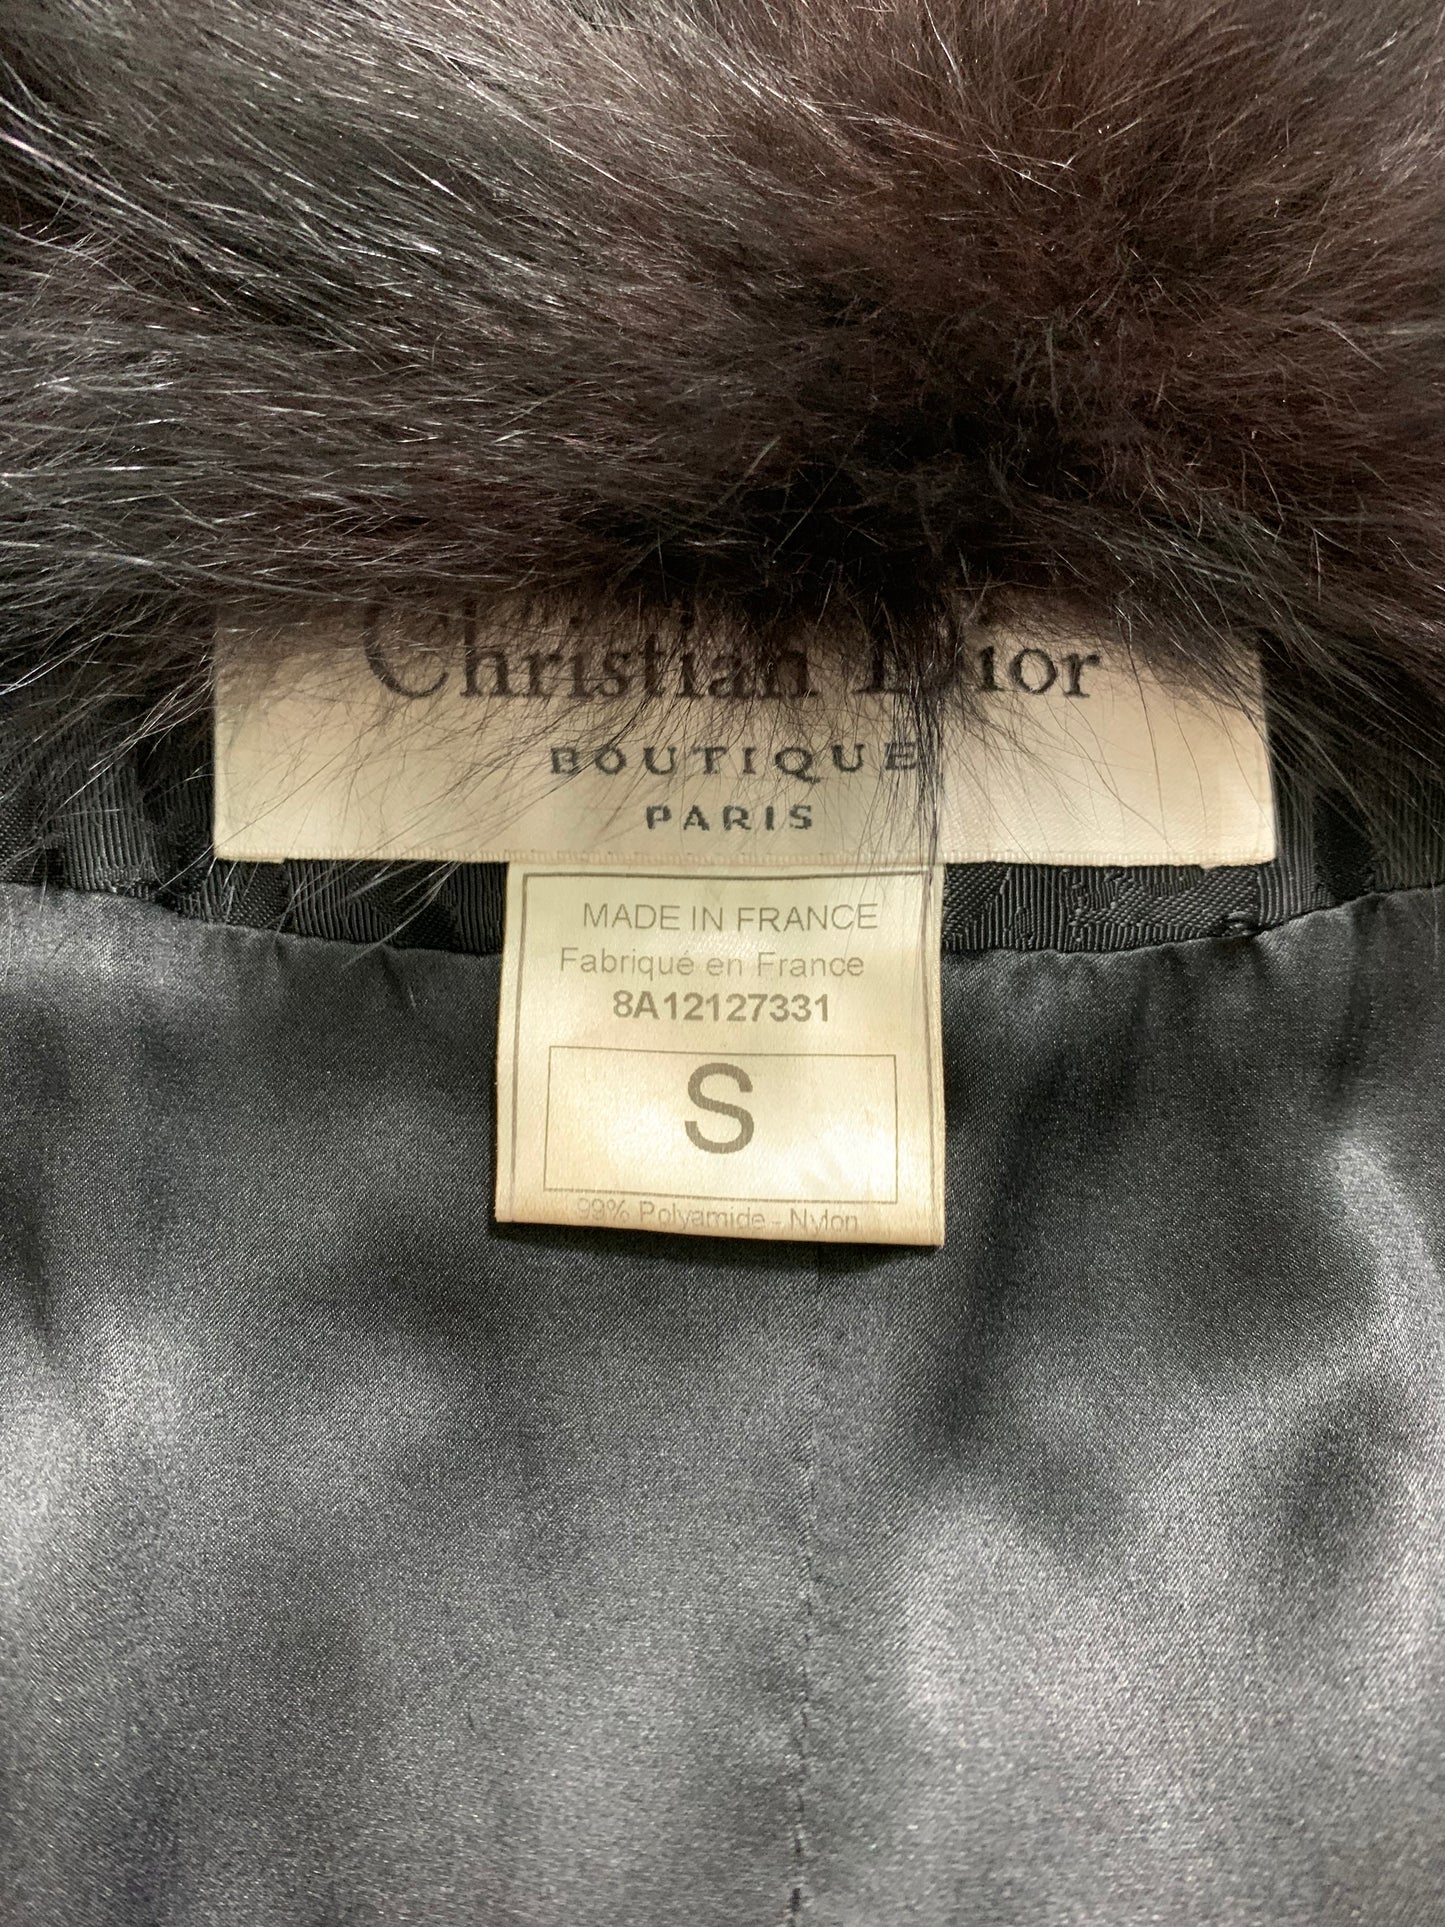 Christian Dior
BOUTIQUE
PARIS
MADE IN FRANCE
Fabriqué en France
8A12127331
S
99% Polyamide - Nylon